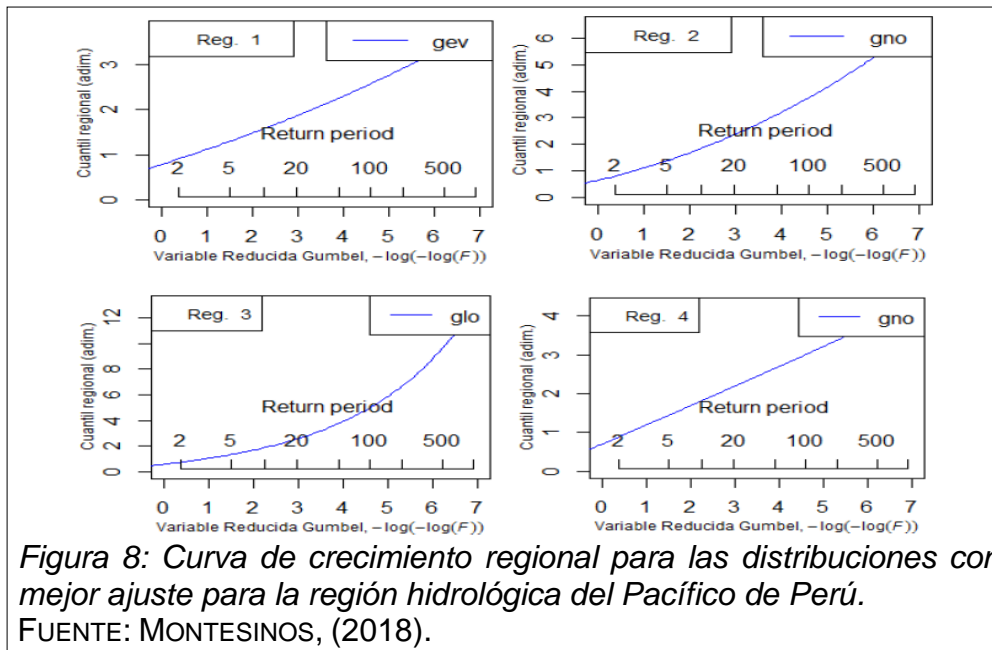 Reg. 1
gev
Cuantil regional (adim.)
3
2
1
0
Return period
2 5 20 100 500
0 1 2 3 4 5 6 7
Variable Reducida Gumbel, −log(−log(F))
Reg. 2
gno
Cuantil regional (adim.)
6
5
4
3
2
1
0
Return period
2 5 20 100 500
0 1 2 3 4 5 6 7
Variable Reducida Gumbel, −log(−log(F))
Reg. 3
glo
Cuantil regional (adim.)
12
8
6
4
2
0
Return period
2 5 20 100 500
0 1 2 3 4 5 6 7
Variable Reducida Gumbel, −log(−log(F))
Reg. 4
gno
Cuantil regional (adim.)
4
3
2
1
0
Return period
2 5 20 100 500
0 1 2 3 4 5 6 7
Variable Reducida Gumbel, −log(−log(F))
Figura 8: Curva de crecimiento regional para las distribuciones con
mejor ajuste para la región hidrológica del Pacífico de Perú.
FUENTE: MONTESINOS, (2018).